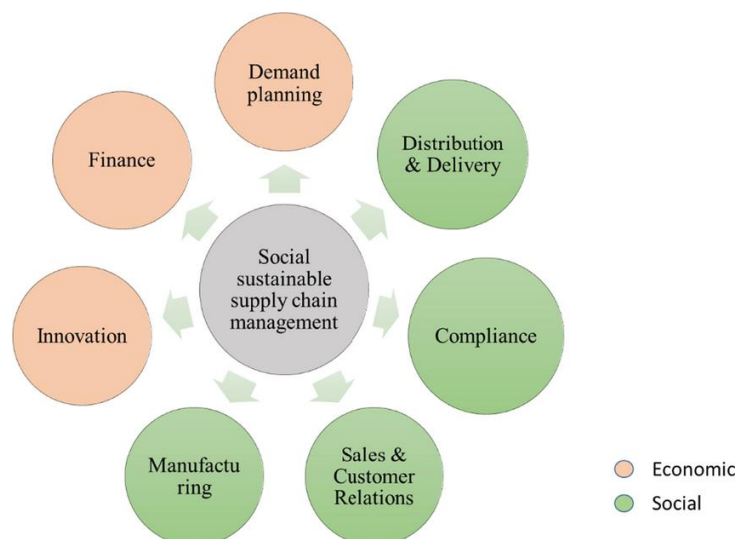 Demand
planning
Distribution
& Delivery
Finance
Social
sustainable
supply chain
management
Innovation
Compliance
Manufactu
ring
Sales &
Customer
Relations
Economic
Social